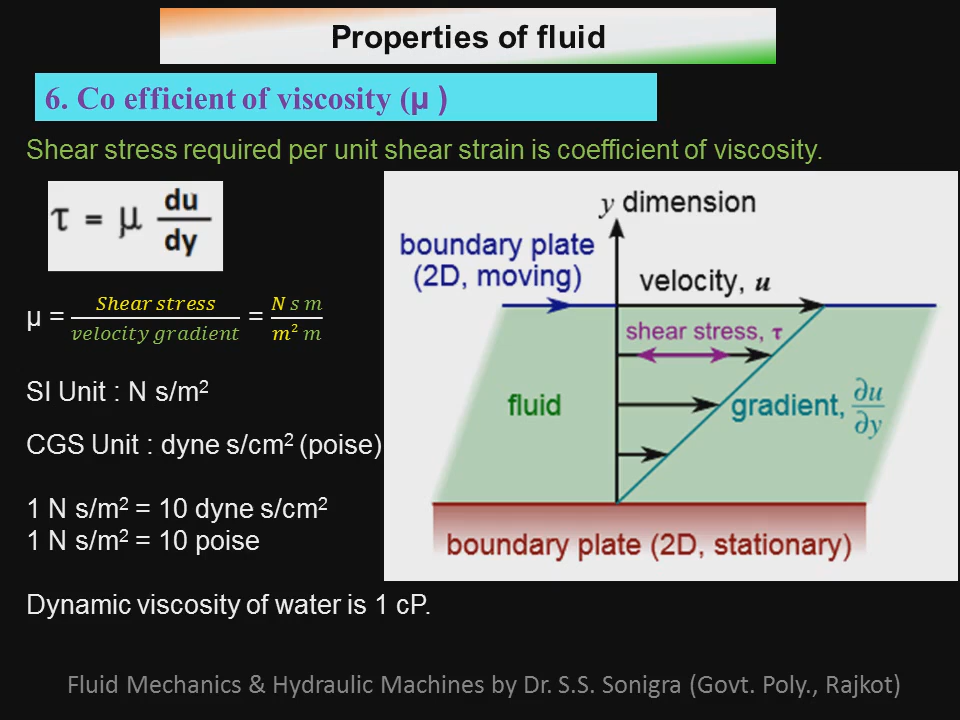 Properties of fluid
6. Co efficient of viscosity (μ )
Shear stress required per unit shear strain is coefficient of viscosity.
τ = μ du/dy
μ = Shear stress/velocity gradient = N s m/m² m
SI Unit : N s/m²
CGS Unit : dyne s/cm² (poise)
1 N s/m² = 10 dyne s/cm²
1 N s/m² = 10 poise
Dynamic viscosity of water is 1 cP.
y dimension
boundary plate
(2D, moving)
velocity, u
shear stress, τ
fluid
gradient, ∂u/∂y
boundary plate (2D, stationary)
Fluid Mechanics & Hydraulic Machines by Dr. S.S. Sonigra (Govt. Poly., Rajkot)